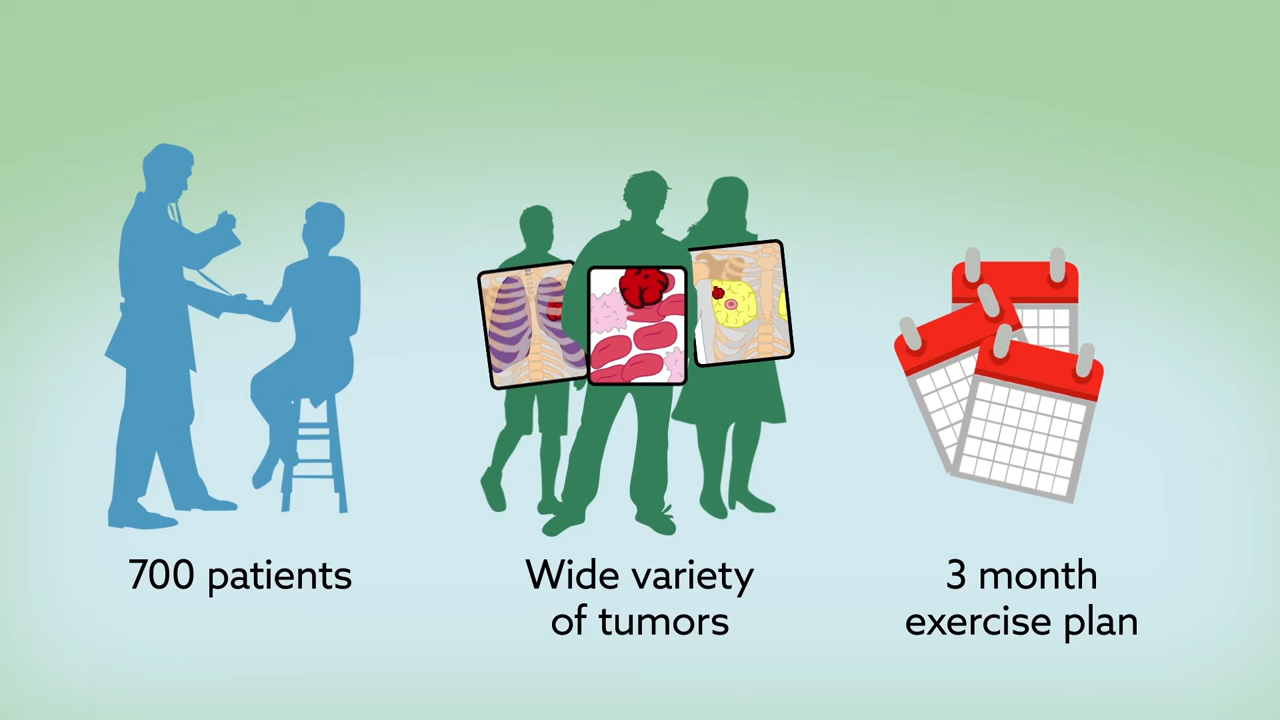 700 patients
Wide variety
of tumors
3 month
exercise plan